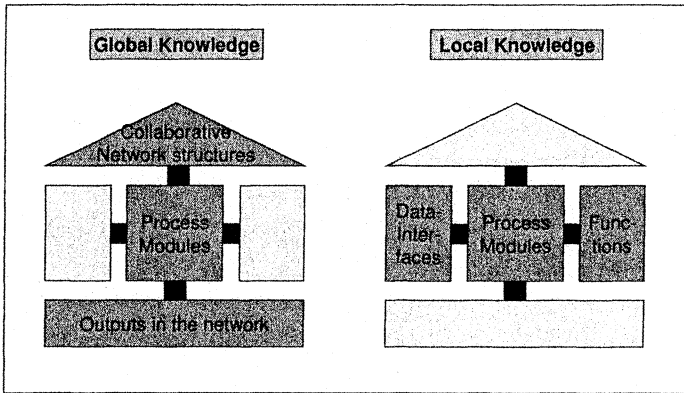 Global Knowledge
Local Knowledge
Collaborative
Network structures
Process
Modules
Outputs in the network
Data-
Inter-
faces
Process
Modules
Func-
tions